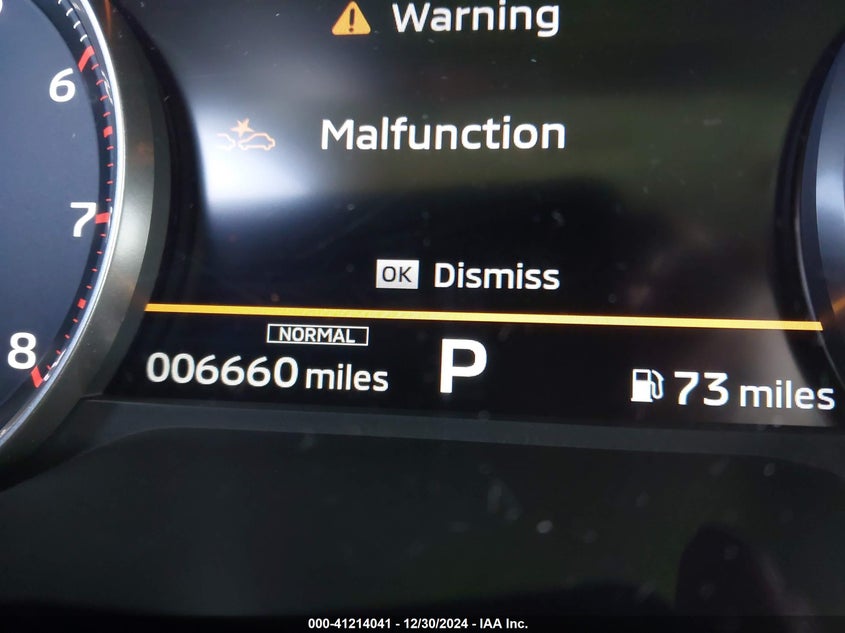 Warning
6
Malfunction
7
OK Dismiss
NORMAL
8
006660 miles P 73 miles
000-41214041 - 12/30/2024 - IAA Inc.